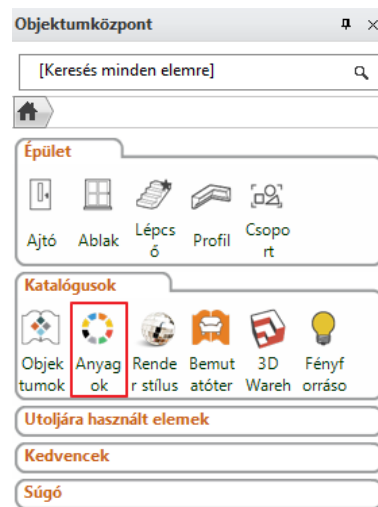 Objektumközpont
[Keresés minden elemre]
Épület
Ajtó Ablak Lépcs Profil Csopo
ő rt
Katalógusok
Objek Anyag Rende Bemut 3D Fényf
tumok ok r stílus atóter Wareh orráso
Utoljára használt elemek
Kedvencek
Súgó